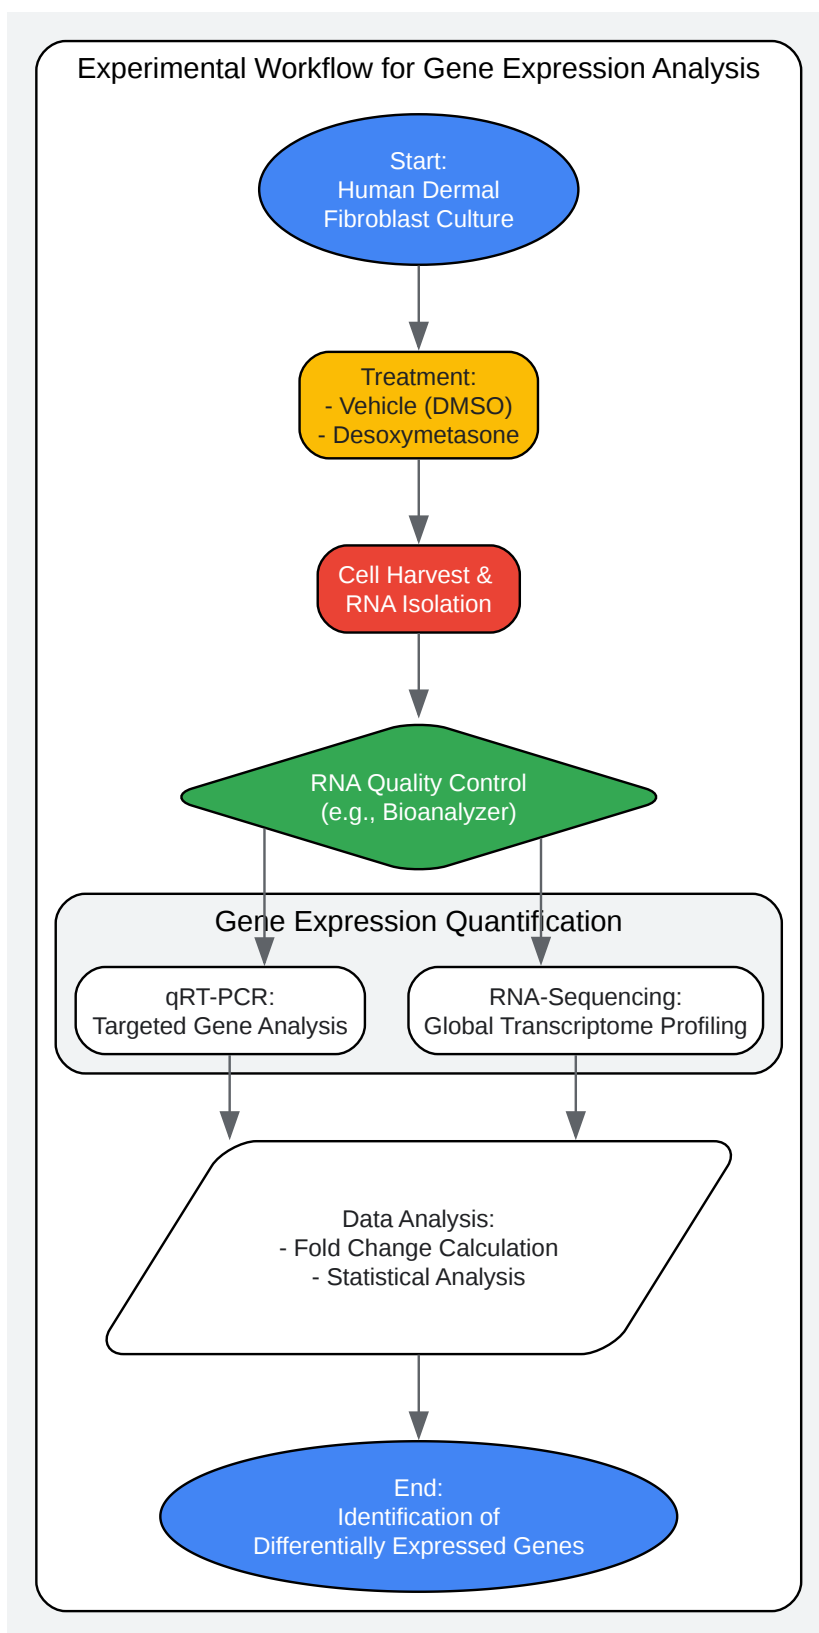 Experimental Workflow for Gene Expression Analysis
Start:
Human Dermal
Fibroblast Culture
Treatment:
- Vehicle (DMSO)
- Desoxymetasone
Cell Harvest &
RNA Isolation
RNA Quality Control
(e.g., Bioanalyzer)
Gene Expression Quantification
qRT-PCR:
Targeted Gene Analysis
RNA-Sequencing:
Global Transcriptome Profiling
Data Analysis:
- Fold Change Calculation
- Statistical Analysis
End:
Identification of
Differentially Expressed Genes